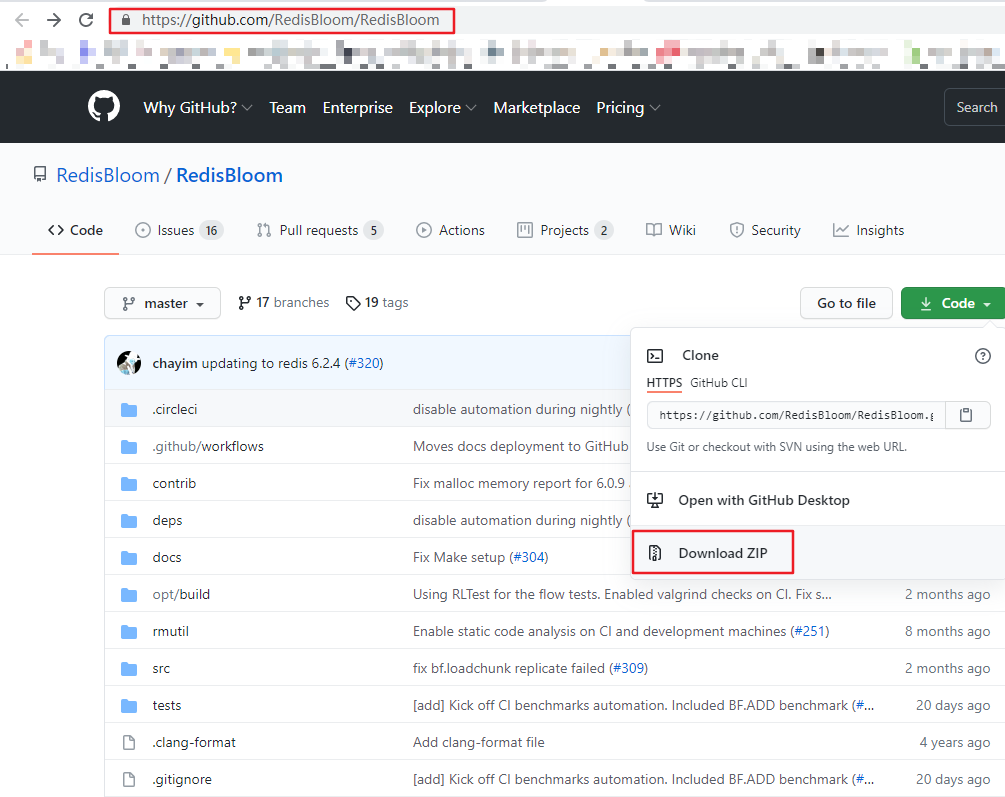 https://github.com/RedisBloom/RedisBloom
Why GitHub? Team Enterprise Explore Marketplace Pricing Search
RedisBloom / RedisBloom
Code Issues 16 Pull requests 5 Actions Projects 2 Wiki Security Insights
master 17 branches 19 tags Go to file Code
chayim updating to redis 6.2.4 (#320)
Clone
HTTPS GitHub CLI
https://github.com/RedisBloom/RedisBloom.g
Use Git or checkout with SVN using the web URL.
Open with GitHub Desktop
Download ZIP
.circleci disable automation during nightly (
.github/workflows Moves docs deployment to GitHub
contrib Fix malloc memory report for 6.0.9
deps disable automation during nightly (
docs Fix Make setup (#304)
opt/build Using RLTest for the flow tests. Enabled valgrind checks on CI. Fix s... 2 months ago
rmutil Enable static code analysis on CI and development machines (#251) 8 months ago
src fix bf.loadchunk replicate failed (#309) 2 months ago
tests [add] Kick off CI benchmarks automation. Included BF.ADD benchmark (#... 20 days ago
.clang-format Add clang-format file 4 years ago
.gitignore [add] Kick off CI benchmarks automation. Included BF.ADD benchmark (#... 20 days ago